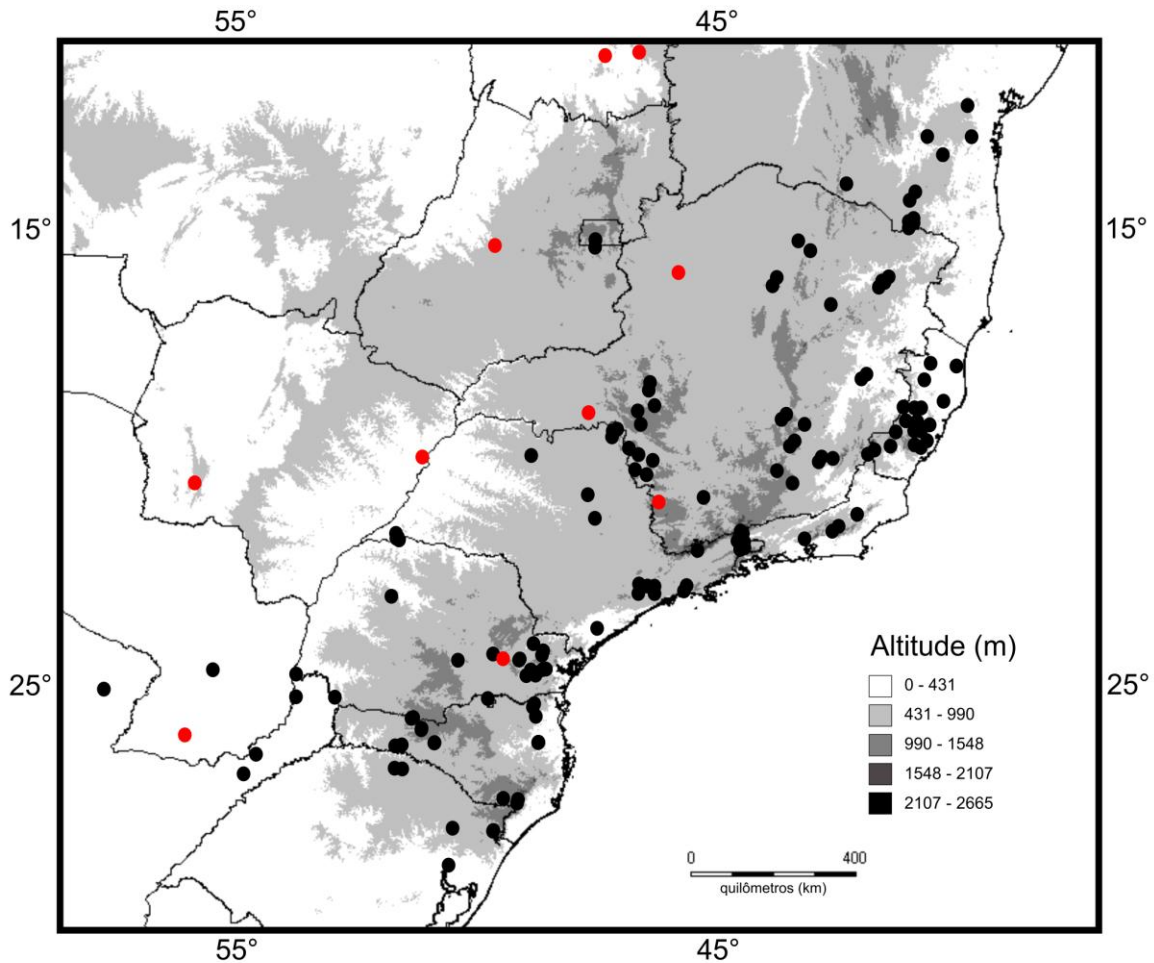 55° 45°
15° 15°
25° 25°
Altitude (m)
0 - 431
431 - 990
990 - 1548
1548 - 2107
2107 - 2665
0 400
quilômetros (km)
55° 45°